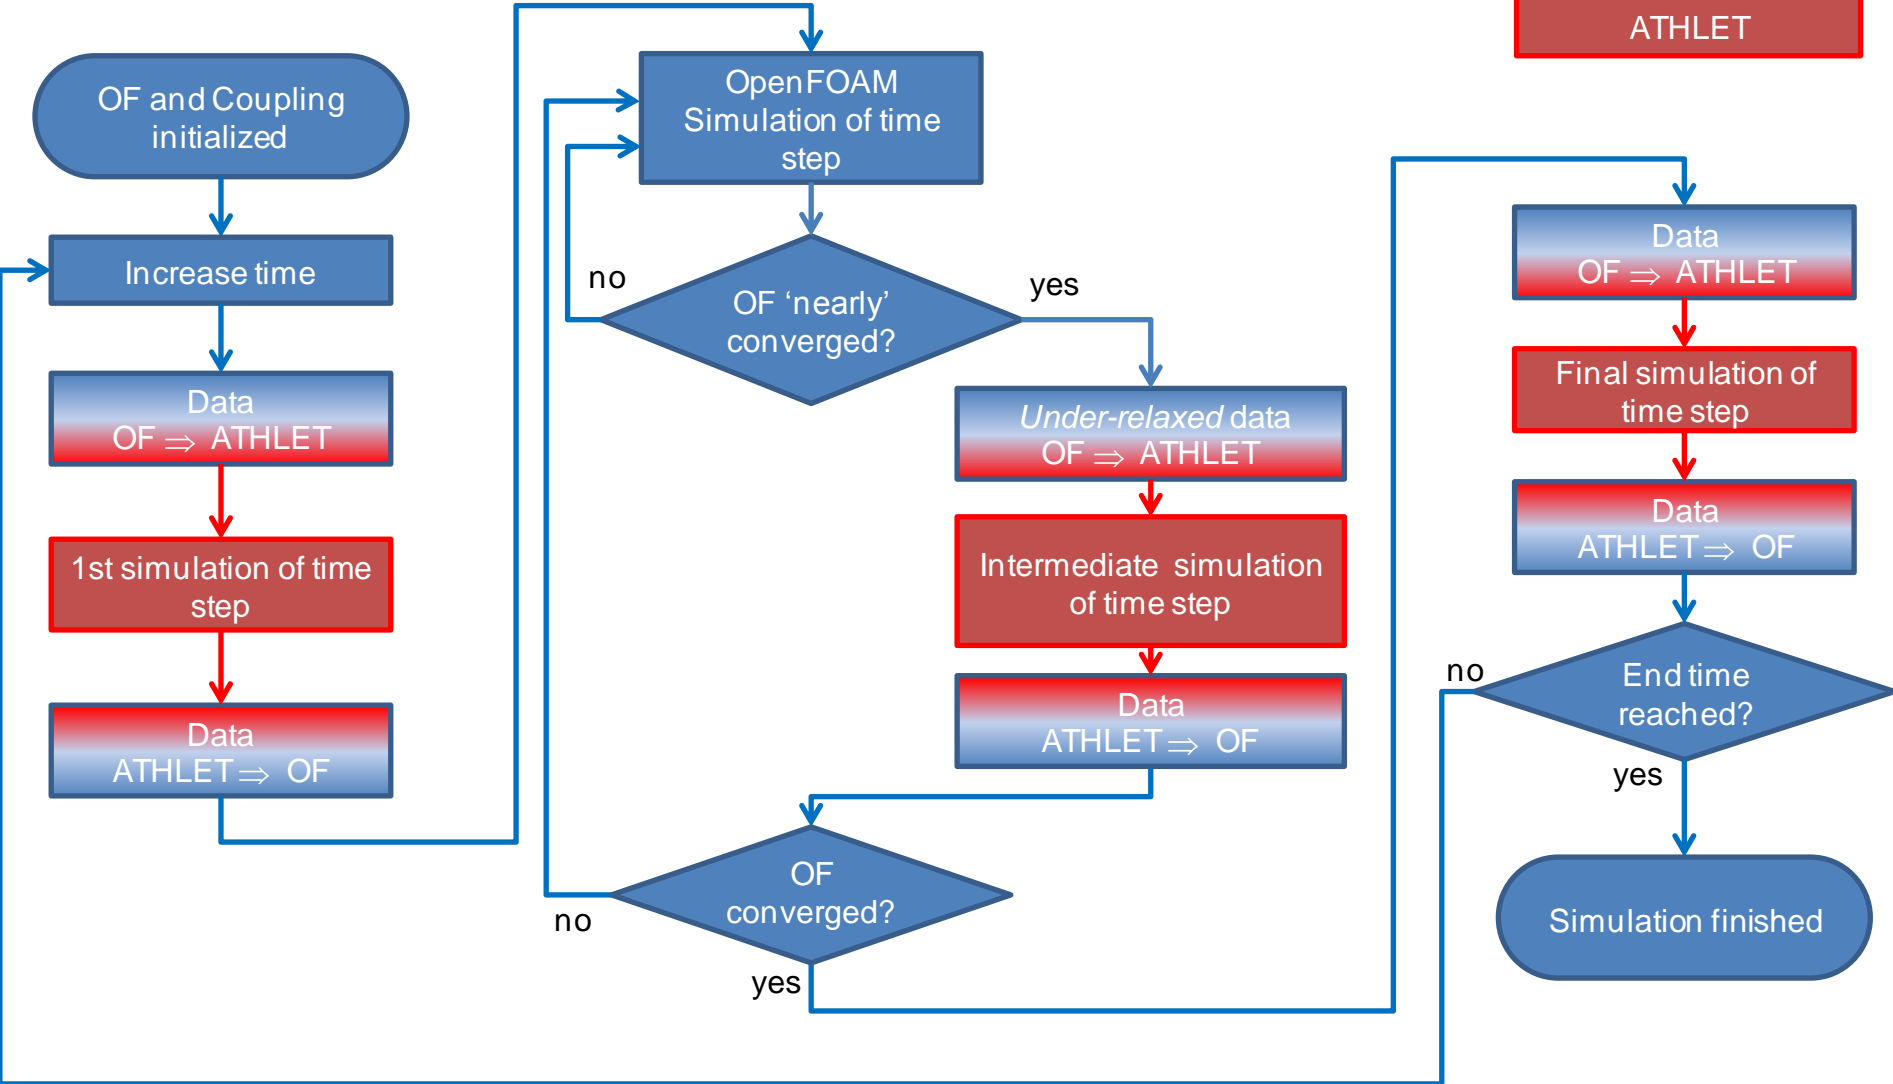 OF and Coupling
initialized
Increase time
Data
OF ⇒ ATHLET
1st simulation of time
step
Data
ATHLET ⇒ OF
OpenFOAM
Simulation of time
step
no
yes
OF ‘nearly’
converged?
Under-relaxed data
OF ⇒ ATHLET
Intermediate simulation
of time step
Data
ATHLET ⇒ OF
OF
converged?
no
yes
ATHLET
Data
OF ⇒ ATHLET
Final simulation of
time step
Data
ATHLET ⇒ OF
no
End time
reached?
yes
Simulation finished